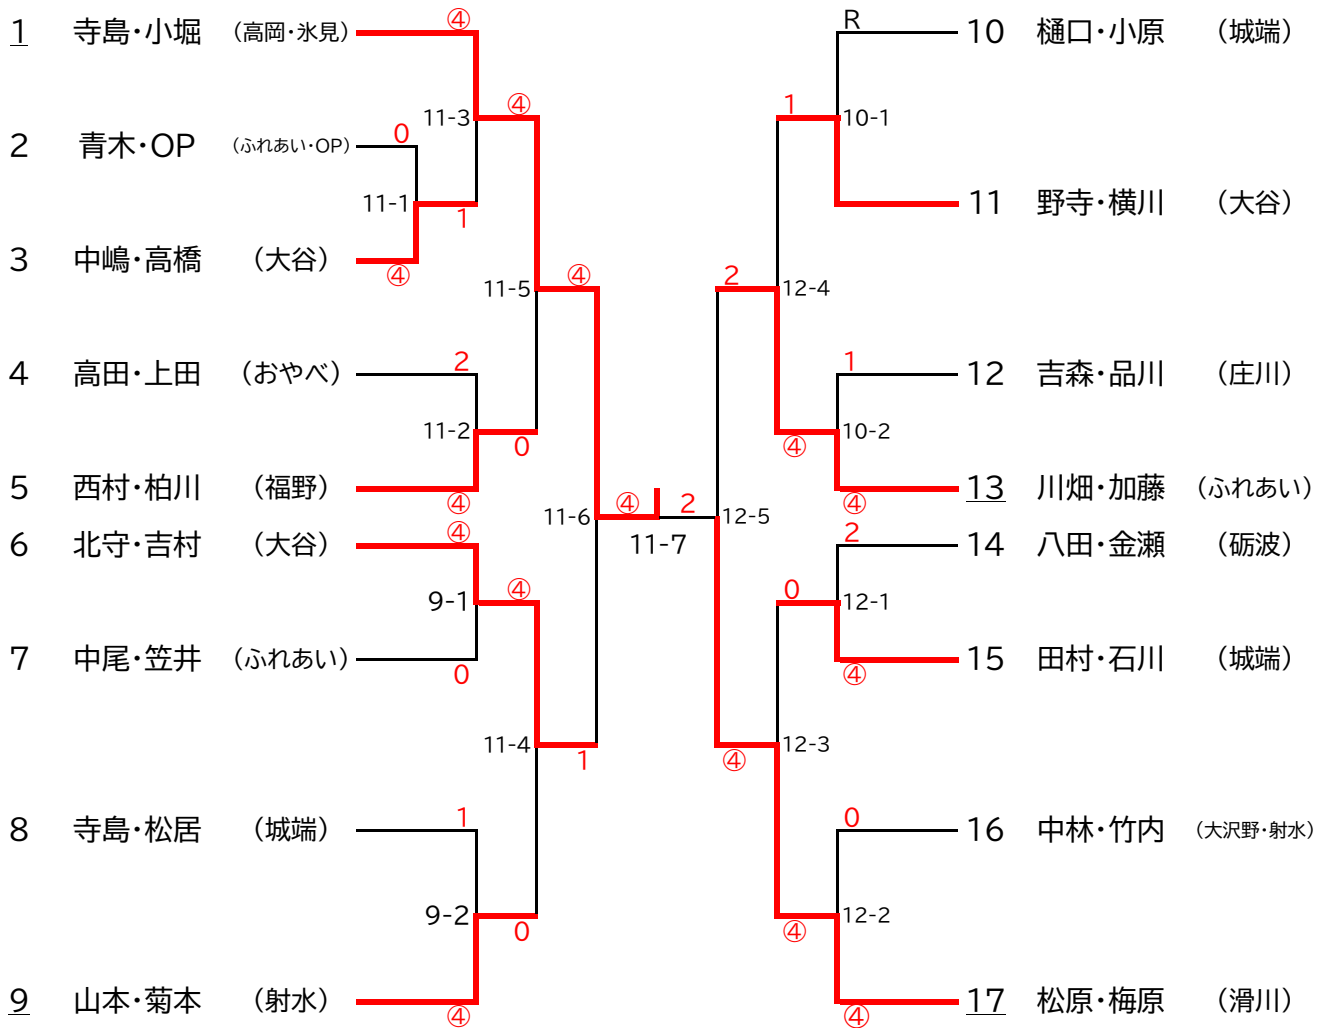 1 寺島・小堀 （高岡・氷見） ④
R 10 樋口・小原 （城端）
11-3 ④
1 10-1
2 青木・OP （ふれあい・OP） 0
11-1 1
11 野寺・横川 （大谷）
3 中嶋・高橋 （大谷） ④
11-5 ④
2 12-4
4 高田・上田 （おやべ） 2
1 12 吉森・品川 （庄川）
11-2 0
④ 10-2
5 西村・柏川 （福野） ④
④ 13 川畑・加藤 （ふれあい）
11-6 ④ 2 12-5
11-7
6 北守・吉村 （大谷） ④
2 14 八田・金瀬 （砺波）
9-1 ④
0 12-1
7 中尾・笠井 （ふれあい） 0
④ 15 田村・石川 （城端）
11-4 1
④ 12-3
8 寺島・松居 （城端） 1
0 16 中林・竹内 （大沢野・射水）
9-2 0
④ 12-2
9 山本・菊本 （射水） ④
④ 17 松原・梅原 （滑川）